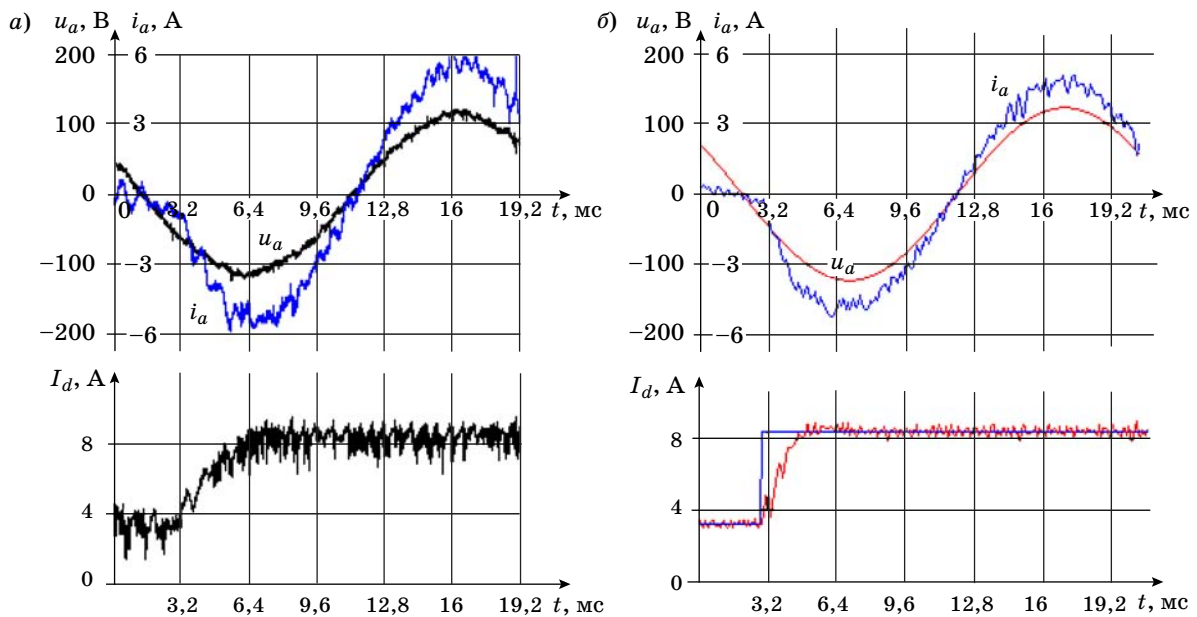 а) u_a, В i_a, А
200 6
100 3
0
0 3,2 6,4 9,6 12,8 16 19,2 t, мс
u_a
−100 −3
i_a
−200 −6
I_d, А
8
4
0
3,2 6,4 9,6 12,8 16 19,2 t, мс
б) u_a, В i_a, А
200 6
i_a
100 3
0
0 3,2 6,4 9,6 12,8 16 19,2 t, мс
u_a
−100 −3
−200 −6
I_d, А
8
4
0
3,2 6,4 9,6 12,8 16 19,2 t, мс